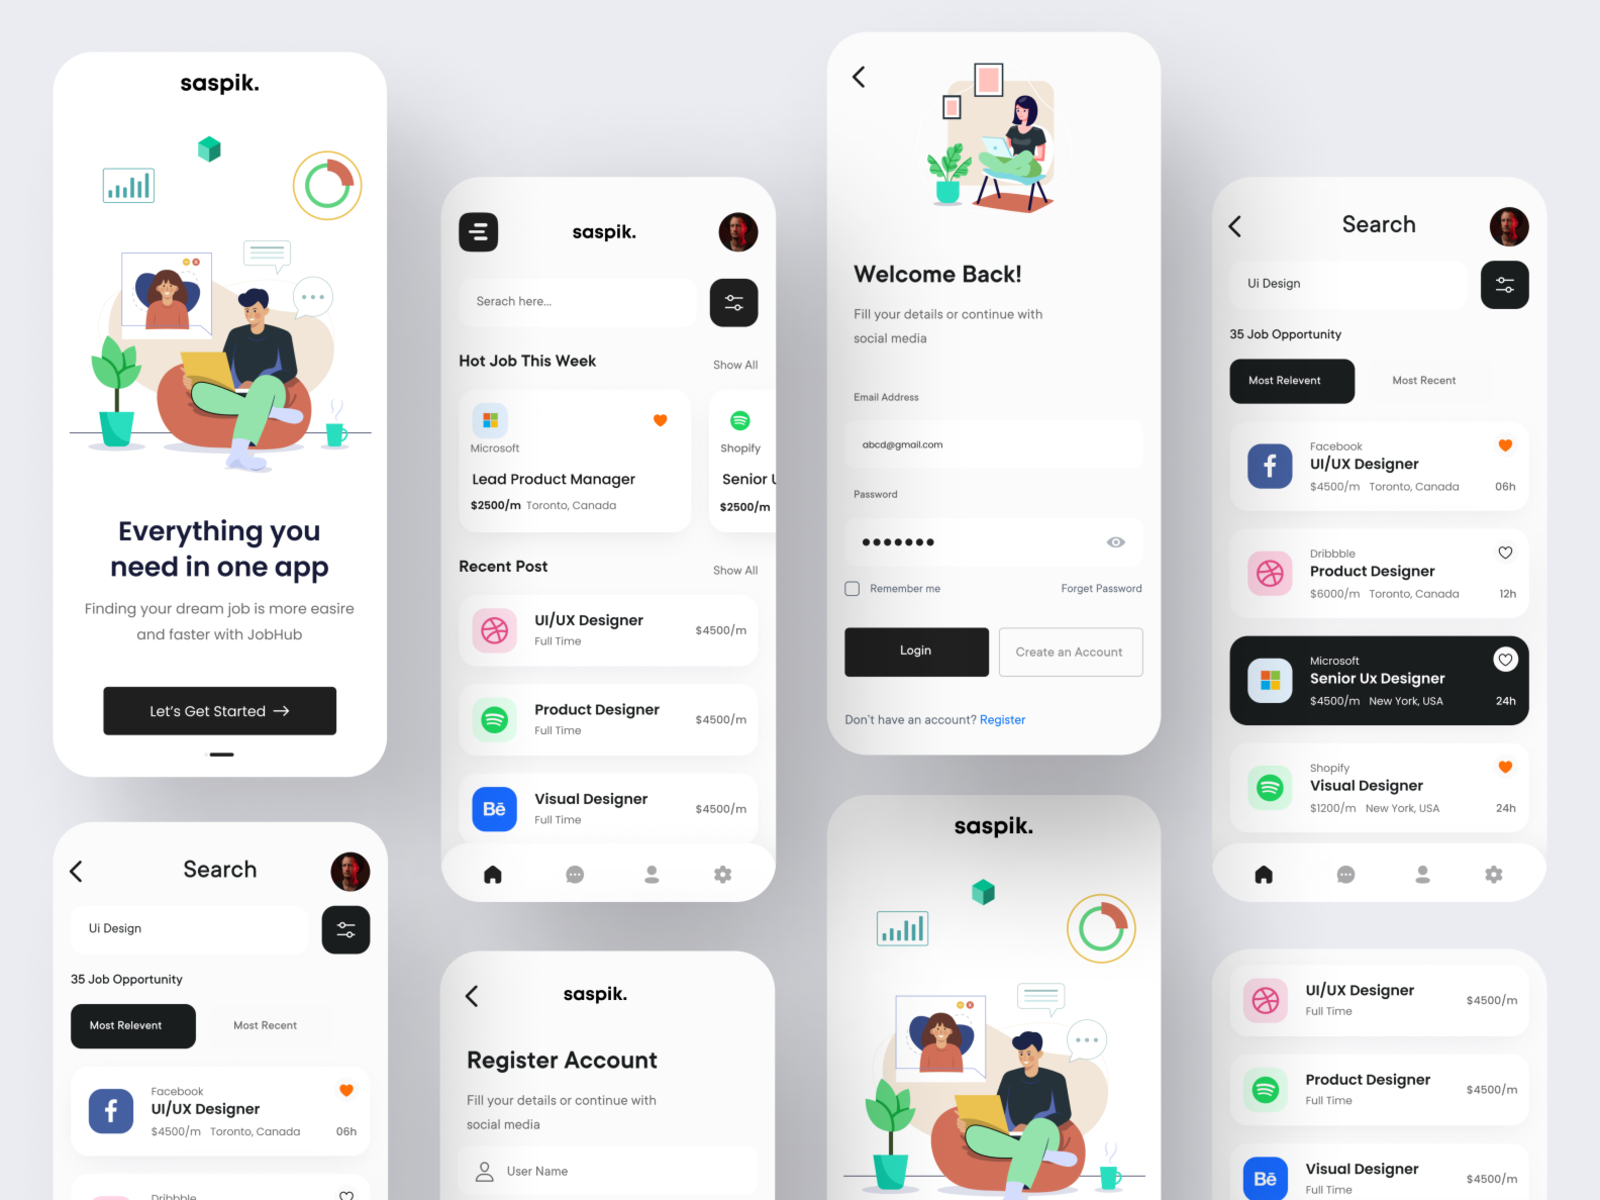 saspik.
Everything you
need in one app
Finding your dream job is more easire
and faster with JobHub
Let's Get Started
Search
Ui Design
35 Job Opportunity
Most Relevent
Most Recent
Facebook
UI/UX Designer
$4500/m Toronto, Canada
06h
Dribbble
saspik.
Serach here...
Hot Job This Week
Show All
Microsoft
Lead Product Manager
$2500/m Toronto, Canada
Shopify
Senior U
$2500/m
Recent Post
Show All
UI/UX Designer
Full Time
$4500/m
Product Designer
Full Time
$4500/m
Bē
Visual Designer
Full Time
$4500/m
saspik.
Register Account
Fill your details or continue with
social media
User Name
Welcome Back!
Fill your details or continue with
social media
Email Address
abcd@gmail.com
Password
Remember me
Forget Password
Login
Create an Account
Don't have an account? Register
saspik.
Search
Ui Design
35 Job Opportunity
Most Relevent
Most Recent
Facebook
UI/UX Designer
$4500/m Toronto, Canada
06h
Dribbble
Product Designer
$6000/m Toronto, Canada
12h
Microsoft
Senior Ux Designer
$4500/m New York, USA
24h
Shopify
Visual Designer
$1200/m New York, USA
24h
UI/UX Designer
Full Time
$4500/m
Product Designer
Full Time
$4500/m
Bē
Visual Designer
Full Time
$4500/m